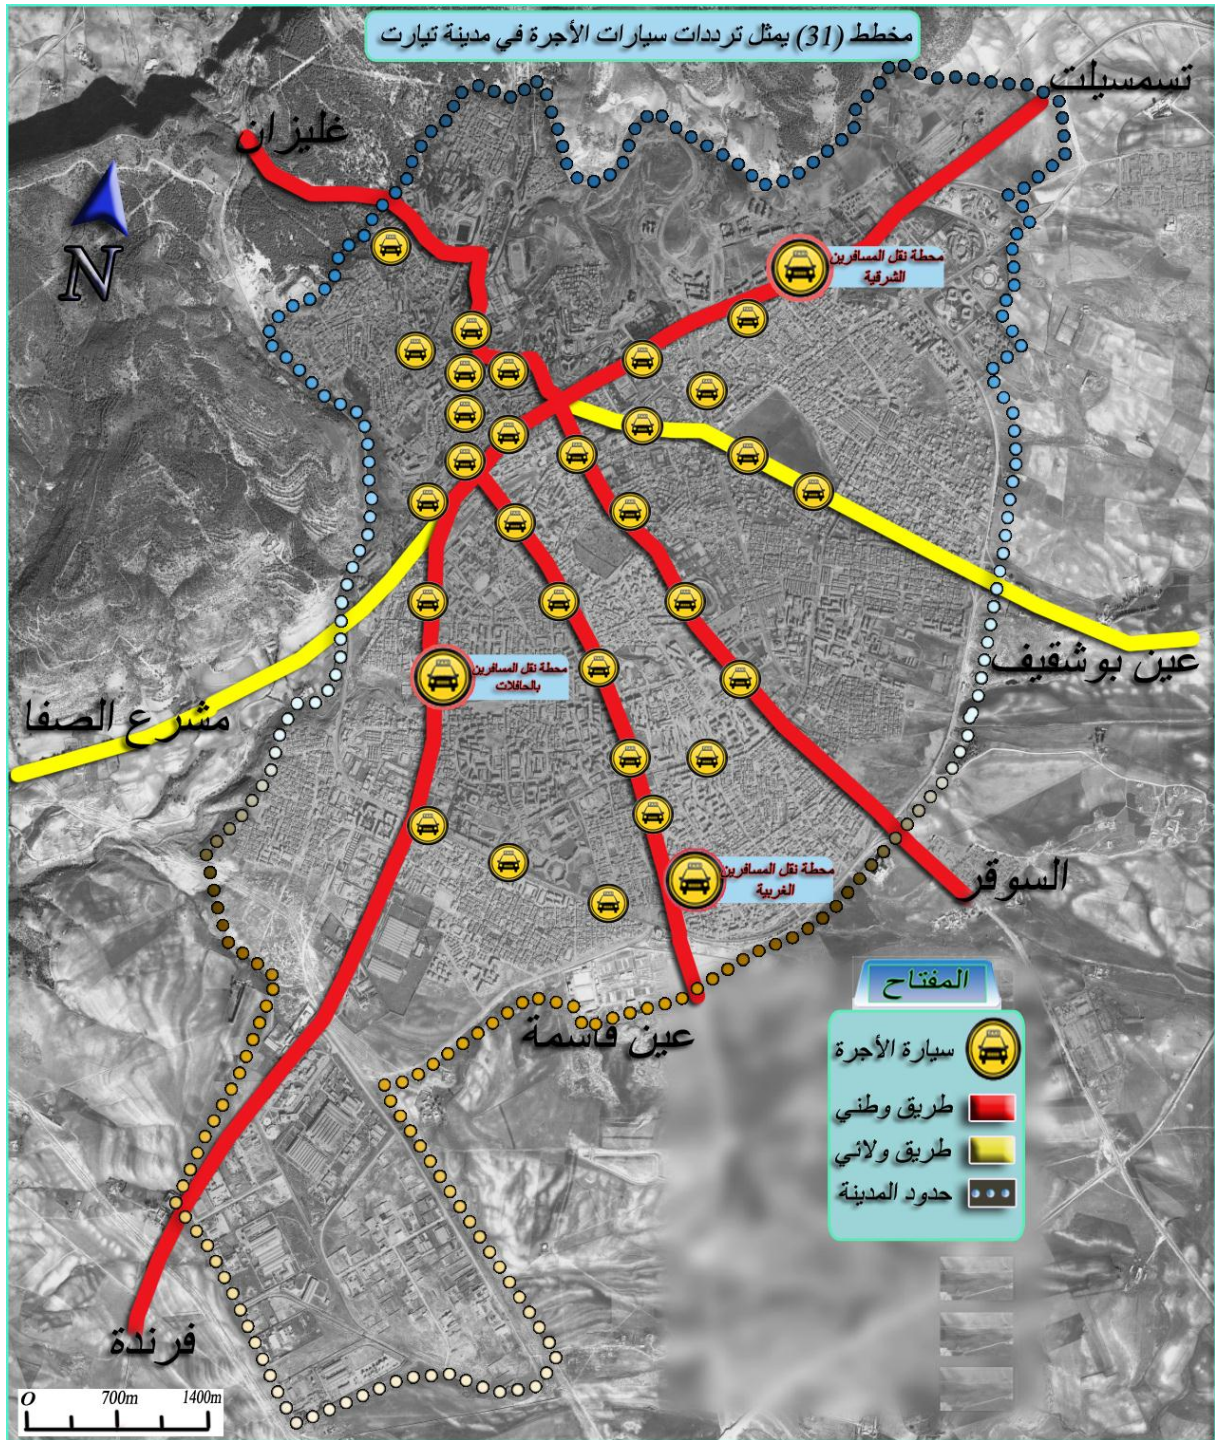 مخطط (31) يمثل ترددات سيارات الأجرة في مدينة تيارت
تسمسيلت
غليزان
N
محطة نقل المسافرين
الشرقية
عين بوشقيف
محطة نقل المسافرين
بالحافلات
مشرع الصفا
محطة نقل المسافرين
الغربية
السوقر
عين قاسمة
المفتاح
سيارة الأجرة
طريق وطني
طريق ولائي
حدود المدينة
فرندة
O 700m 1400m